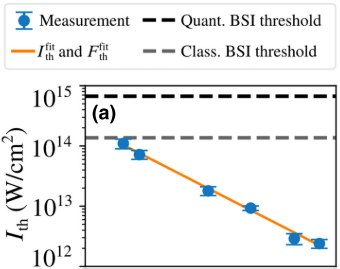 Measurement
Quant. BSI threshold
I_th^fit and F_th^fit
Class. BSI threshold
(a)
10^15
10^14
10^13
10^12
I_th (W/cm^2)